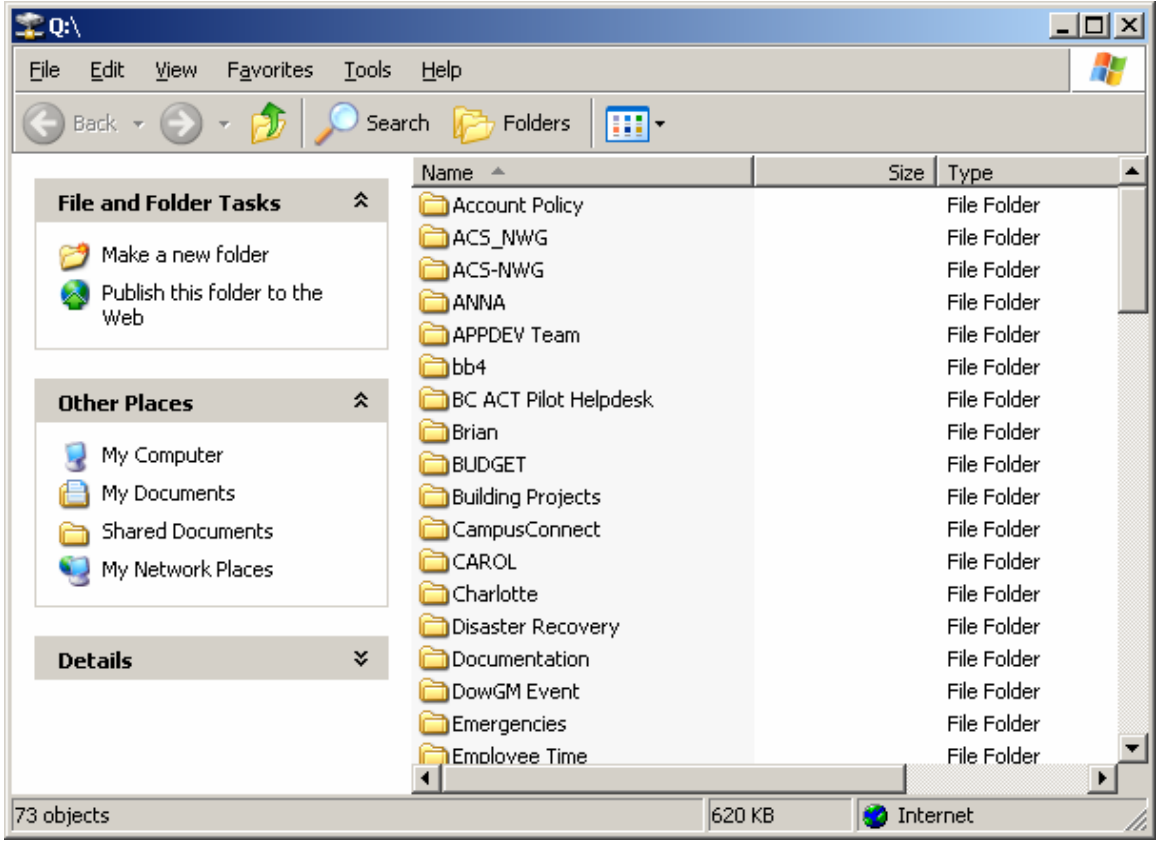 Q:\
File Edit View Favorites Tools Help
Back Search Folders
Name Size Type
File and Folder Tasks
Make a new folder
Publish this folder to the
Web
Other Places
My Computer
My Documents
Shared Documents
My Network Places
Details
Account Policy File Folder
ACS_NWG File Folder
ACS-NWG File Folder
ANNA File Folder
APPDEV Team File Folder
bb4 File Folder
BC ACT Pilot Helpdesk File Folder
Brian File Folder
BUDGET File Folder
Building Projects File Folder
CampusConnect File Folder
CAROL File Folder
Charlotte File Folder
Disaster Recovery File Folder
Documentation File Folder
DowGM Event File Folder
Emergencies File Folder
Employee Time File Folder
73 objects 620 KB Internet